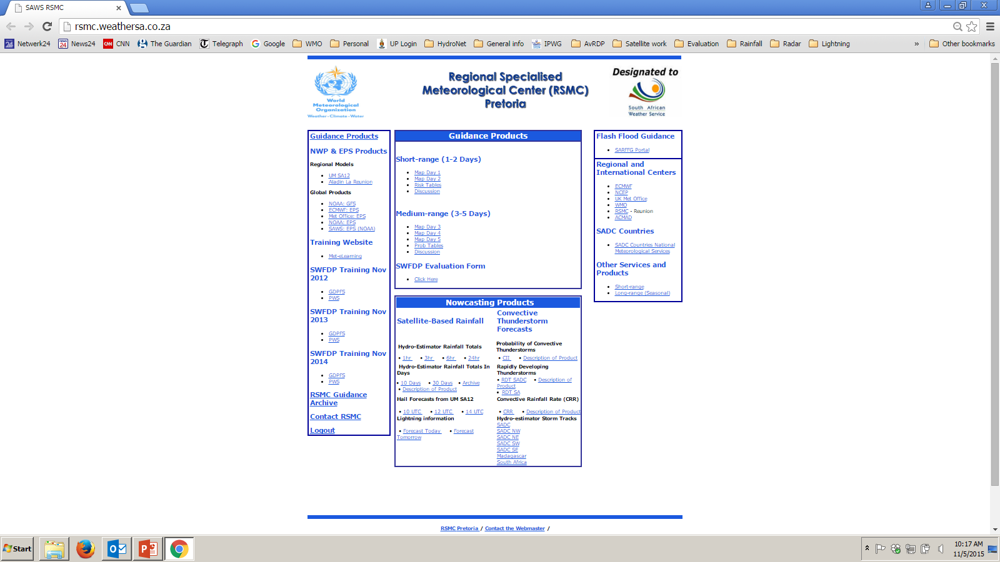 SAWS RSMC
rsmc.weathersa.co.za
Netwerk24 News24 CNN The Guardian Telegraph Google WMO Personal UP Login HydroNet General info IPWG AvRDP Satellite work Evaluation Rainfall Radar Lightning » Other bookmarks
World
Meteorological
Organization
Weather · Climate · Water
Regional Specialised
Meteorological Center (RSMC)
Pretoria
Designated to
South African
Weather Service
Guidance Products
NWP & EPS Products
Regional Models
• UM SA12
• Aladin La Reunion
Global Products
• NOAA: GFS
• ECMWF: EPS
• Met Office: EPS
• NOAA: EPS
• SAWS: EPS (NOAA)
Training Website
• Met-eLearning
SWFDP Training Nov
2012
• GDPFS
• PWS
SWFDP Training Nov
2013
• GDPFS
• PWS
SWFDP Training Nov
2014
• GDPFS
• PWS
RSMC Guidance
Archive
Contact RSMC
Logout
Guidance Products
Short-range (1-2 Days)
• Map Day 1
• Map Day 2
• Risk Tables
• Discussion
Medium-range (3-5 Days)
• Map Day 3
• Map Day 4
• Map Day 5
• Prob Tables
• Discussion
SWFDP Evaluation Form
• Click Here
Nowcasting Products
Satellite-Based Rainfall
Hydro-Estimator Rainfall Totals
• 1hr • 3hr • 6hr • 24hr
Hydro-Estimator Rainfall Totals In
Days
• 10 Days • 30 Days • Archive
• Description of Product
Hail Forecasts from UM SA12
• 10 UTC • 12 UTC • 14 UTC
Lightning information
• Forecast Today • Forecast
Tomorrow
Convective
Thunderstorm
Forecasts
Probability of Convective
Thunderstorms
• CII • Description of Product
Rapidly Developing
Thunderstorms
• RDT SADC • Description of
Product
• RDT SA
Convective Rainfall Rate (CRR)
• CRR • Description of Product
Hydro-estimator Storm Tracks
SADC
SADC NW
SADC NE
SADC SW
SADC SE
Madagascar
South Africa
Flash Flood Guidance
• SARFFG Portal
Regional and
International Centers
• ECMWF
• NCEP
• UK Met Office
• WMO
• RSMC - Reunion
• ACMAD
SADC Countries
• SADC Countries National
Meteorological Services
Other Services and
Products
• Short-range
• Long-range (Seasonal)
RSMC Pretoria / Contact the Webmaster /
Start
10:17 AM
11/5/2015